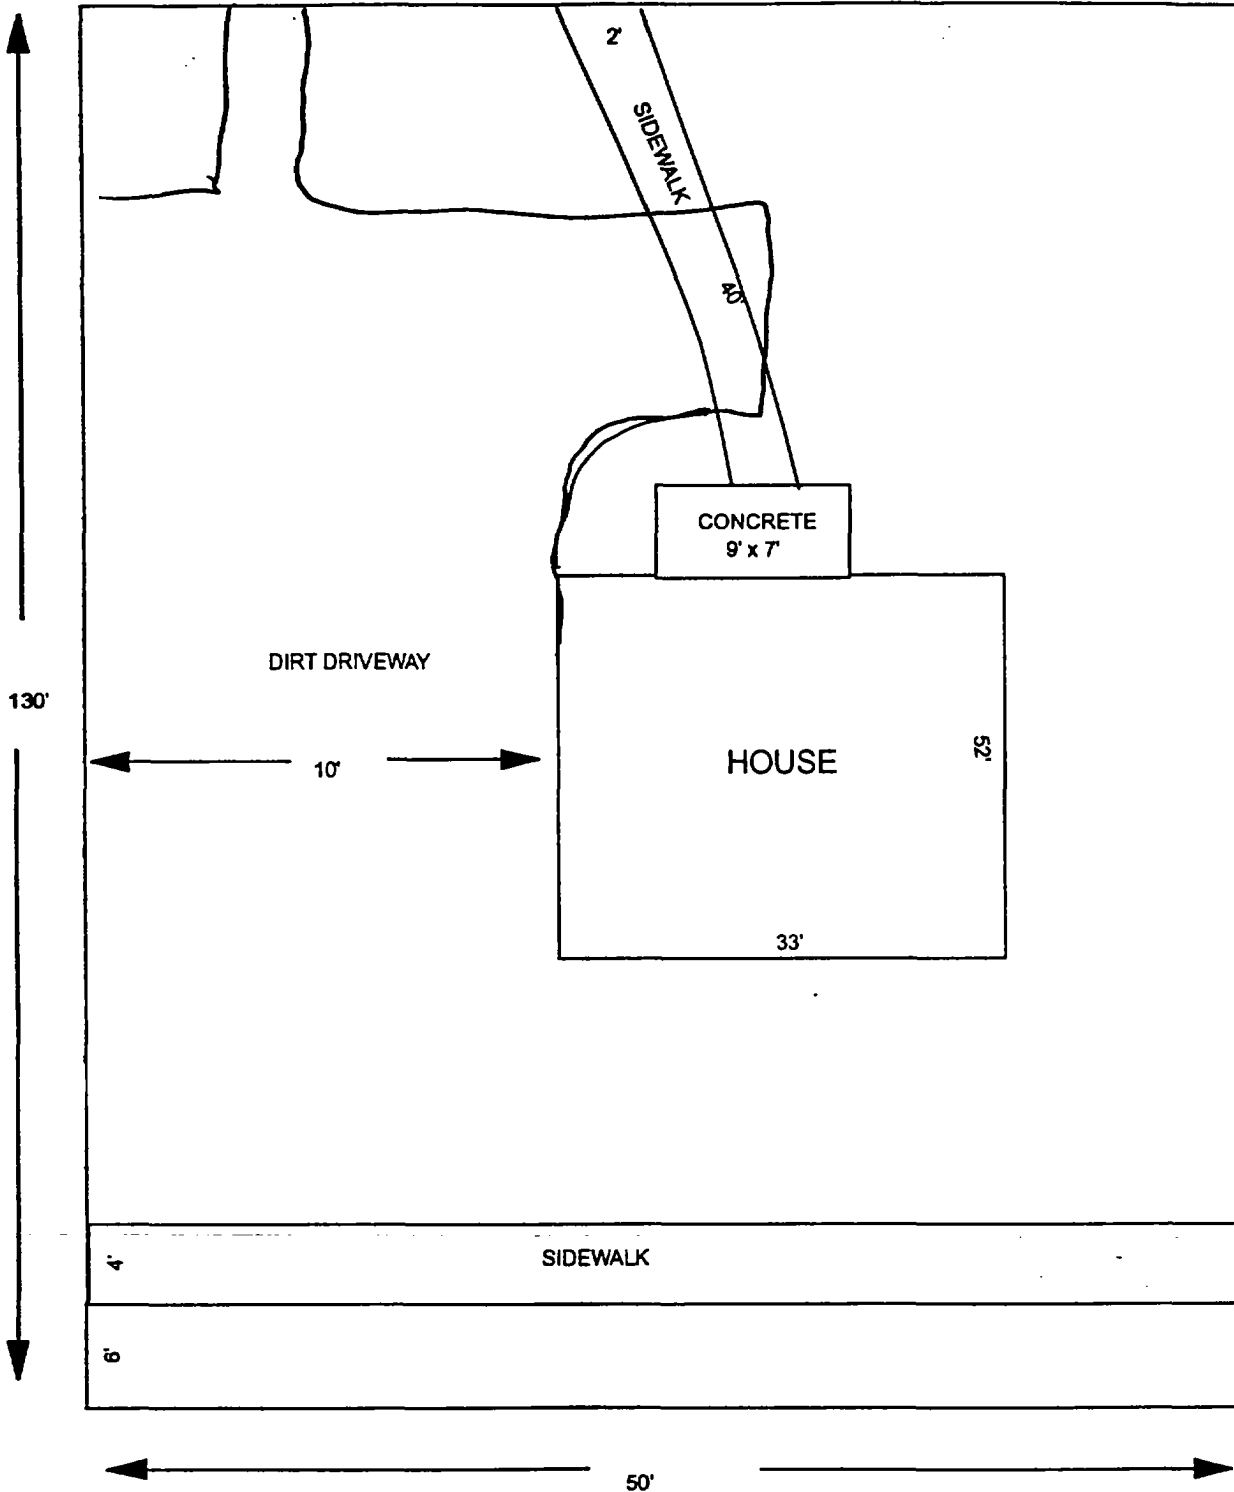 2'
SIDEWALK
40'
CONCRETE
9' x 7'
DIRT DRIVEWAY
130'
10'
HOUSE
52'
33'
4'
SIDEWALK
6'
50'